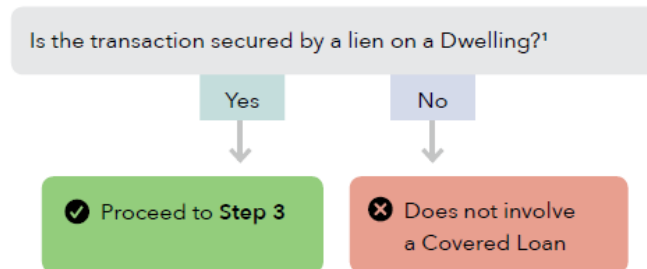 Is the transaction secured by a lien on a Dwelling?¹
Yes
No
Proceed to Step 3
Does not involve
a Covered Loan